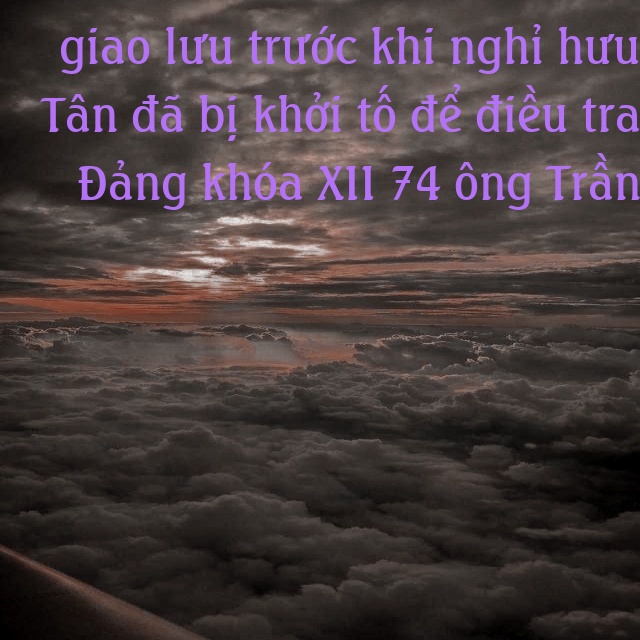 giao lưu trước khi nghỉ hưu
Tân đã bị khởi tố để điều tra
Đảng khóa XII 74 ông Trần